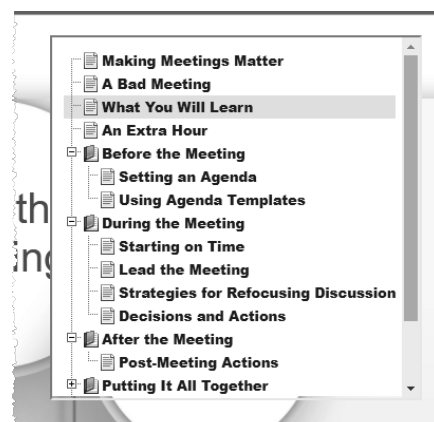 Making Meetings Matter
A Bad Meeting
What You Will Learn
An Extra Hour
Before the Meeting
Setting an Agenda
Using Agenda Templates
th
During the Meeting
Starting on Time
ing
Lead the Meeting
Strategies for Refocusing Discussion
Decisions and Actions
After the Meeting
Post-Meeting Actions
Putting It All Together